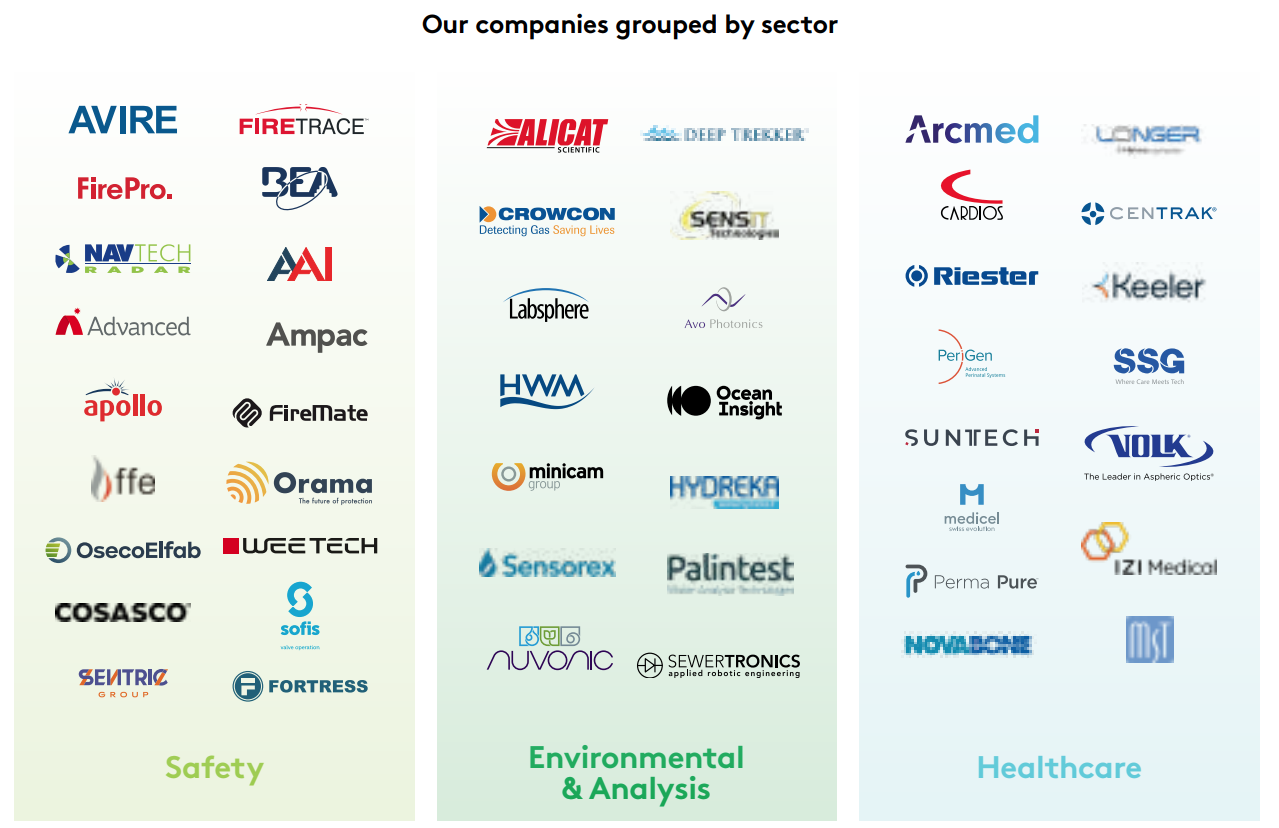 Our companies grouped by sector
AVIRE
FIRETRACE™
FirePro.
BEA
NAVTECH
RADAR
AAI
Advanced
Ampac
apollo
FireMate
ffe
Orama
The future of protection
OsecoElfab
WEETECH
COSASCO
sofis
valve operation
SENTRIC
GROUP
FORTRESS
Safety
ALICAT
SCIENTIFIC
DEEP TREKKER
CROWCON
Detecting Gas Saving Lives
SENSIT
Technologies
Labsphere
Avo Photonics
HWM
Ocean
Insight
minicam
group
HYDREKA
Sensorex
Palintest
Water Analysis Technologies
nuvonic
SEWERTRONICS
applied robotic engineering
Environmental
& Analysis
Arcmed
LONGER
CARDIOS
CENTRAK®
Riester
Keeler
PeriGen
Advanced
Perinatal Systems
SSG
Where Care Meets Tech
SUNTECH
VOLK®
The Leader in Aspheric Optics®
medicel
swiss evolution
IZI Medical
Perma Pure
NOVABONE
MST
Healthcare